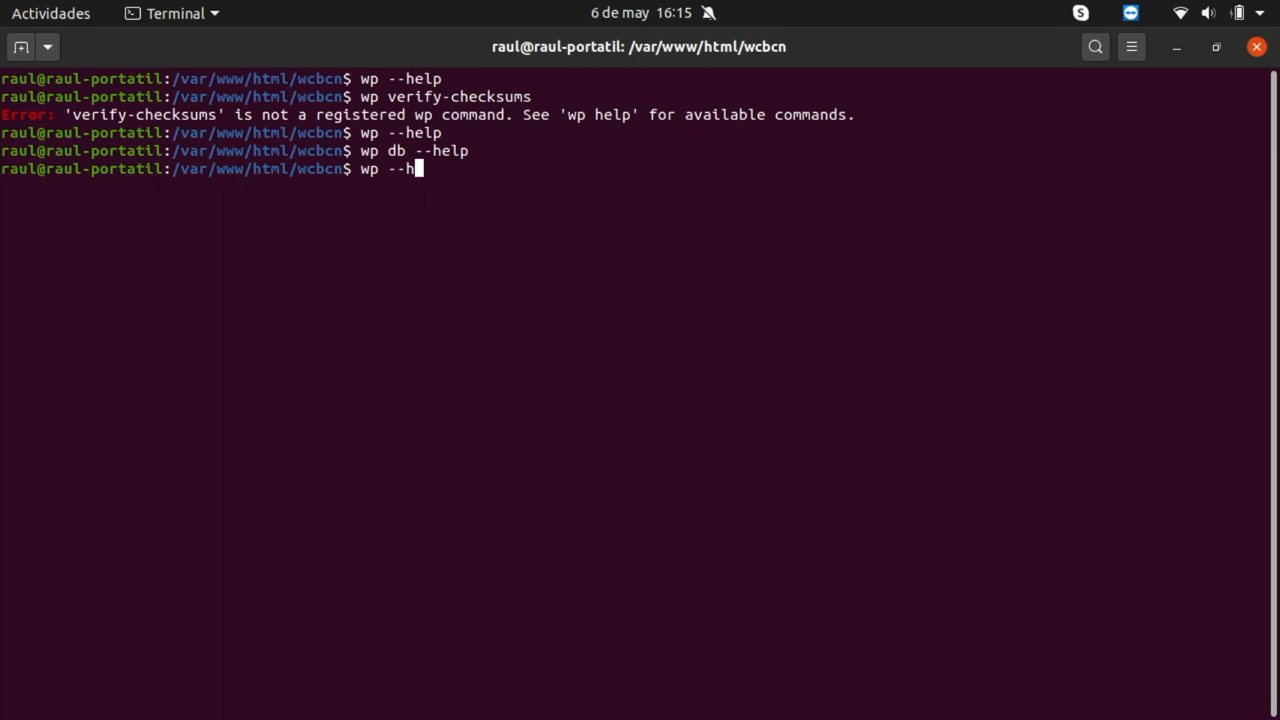 Actividades Terminal 6 de may 16:15
raul@raul-portatil: /var/www/html/wcbcn
raul@raul-portatil:/var/www/html/wcbcn$ wp --help
raul@raul-portatil:/var/www/html/wcbcn$ wp verify-checksums
Error: 'verify-checksums' is not a registered wp command. See 'wp help' for available commands.
raul@raul-portatil:/var/www/html/wcbcn$ wp --help
raul@raul-portatil:/var/www/html/wcbcn$ wp db --help
raul@raul-portatil:/var/www/html/wcbcn$ wp --h